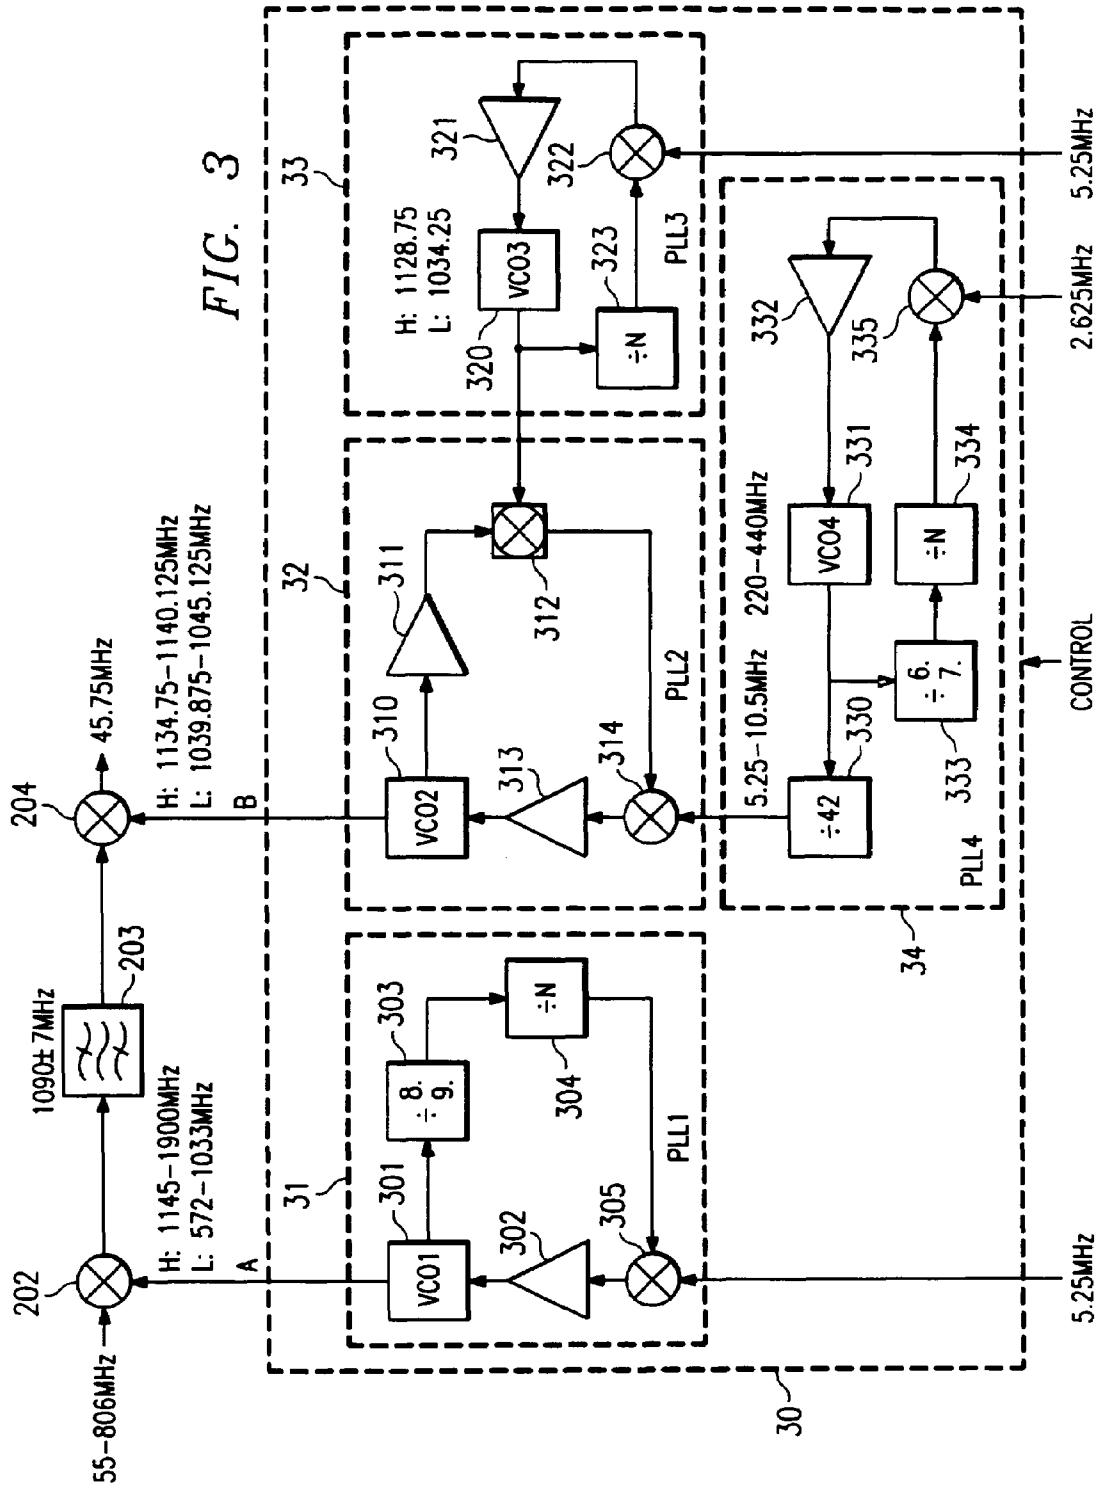 FIG. 3
55-806MHz
202
1090±7MHz
203
204
45.75MHz
H: 1145-1900MHz
L: 572-1033MHz
A
H: 1134.75-1140.125MHz
L: 1039.875-1045.125MHz
B
30
31
VCO1
301
302
÷ 8.
9.
303
÷N
304
305
PLL1
5.25MHz
32
VCO2
310
311
312
313
314
PLL2
33
H: 1128.75
L: 1034.25
VCO3
320
321
322
÷N
323
PLL3
5.25MHz
34
5.25-10.5MHz
220-440MHz
÷42
330
VCO4
331
332
÷ 6.
7.
333
÷N
334
335
PLL4
2.625MHz
CONTROL